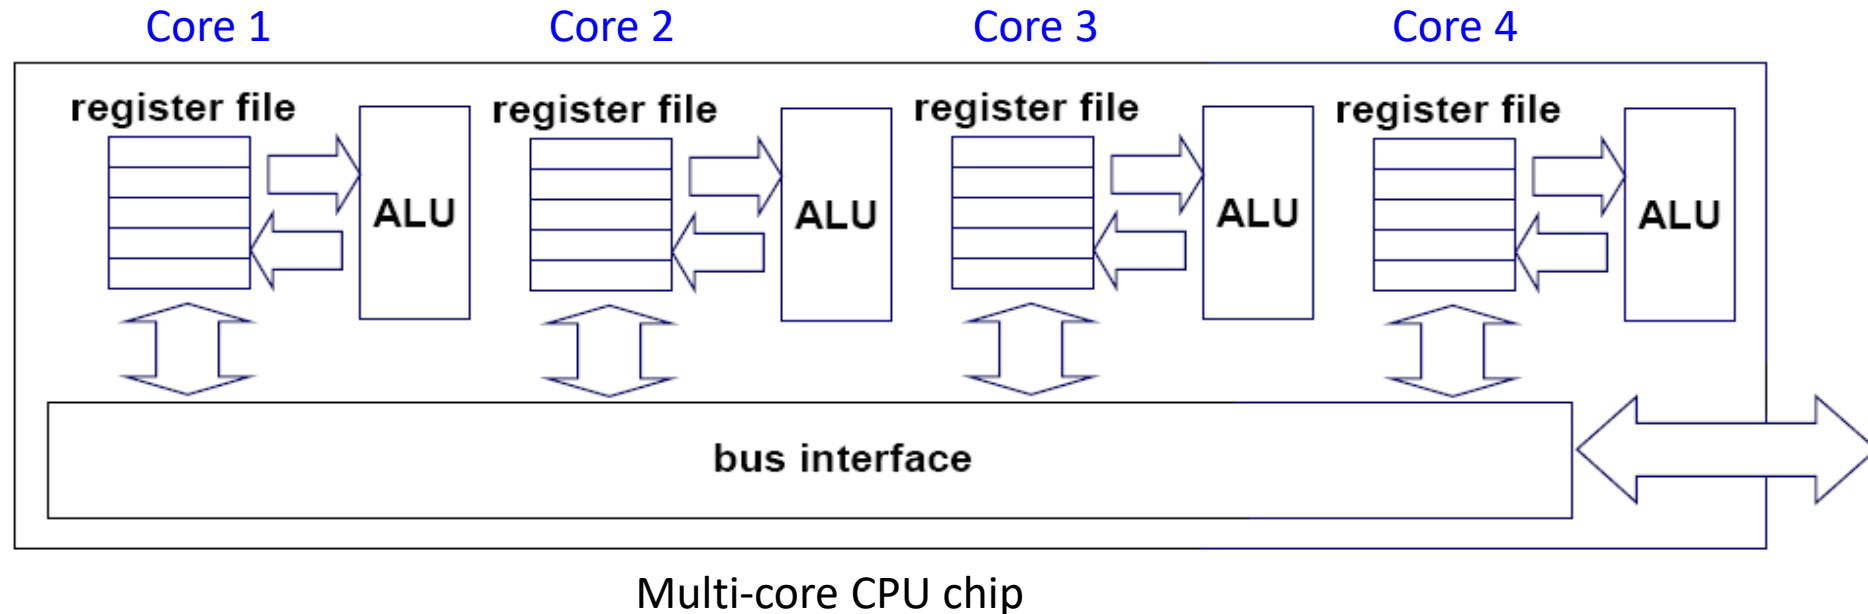 Core 1 Core 2 Core 3 Core 4
register file register file register file register file
ALU ALU ALU ALU
bus interface
Multi-core CPU chip